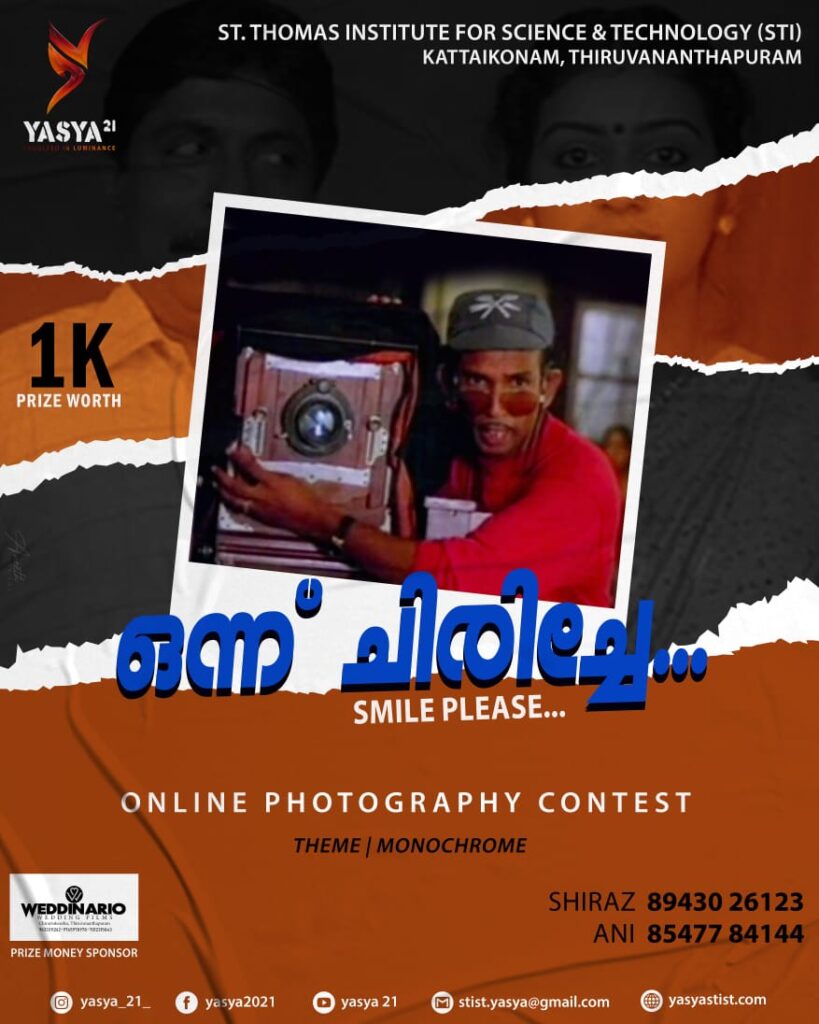 ST. THOMAS INSTITUTE FOR SCIENCE & TECHNOLOGY (STI)
KATTAIKONAM, THIRUVANANTHAPURAM
YASYA 21
IN LUMINANCE
1K
PRIZE WORTH
ഒന്ന് ചിരിച്ചേ...
SMILE PLEASE...
ONLINE PHOTOGRAPHY CONTEST
THEME | MONOCHROME
WEDDINARIO
WEDDING FILMS
PRIZE MONEY SPONSOR
SHIRAZ 89430 26123
ANI 85477 84144
yasya_21_ yasya2021 yasya 21 stist.yasya@gmail.com yasyastist.com